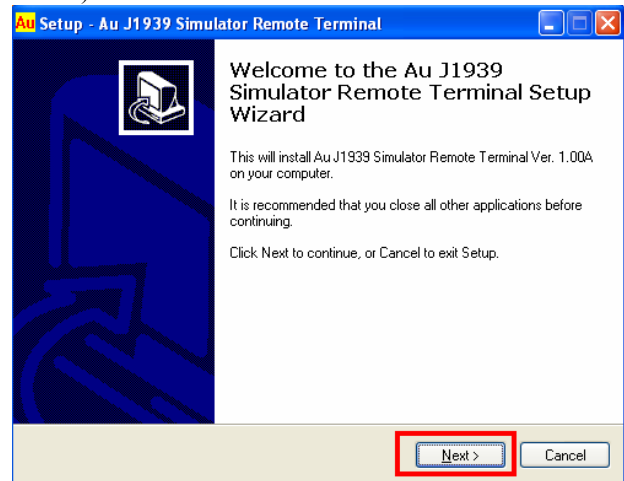 Au Setup - Au J1939 Simulator Remote Terminal
Welcome to the Au J1939
Simulator Remote Terminal Setup
Wizard
This will install Au J1939 Simulator Remote Terminal Ver. 1.00A
on your computer.
It is recommended that you close all other applications before
continuing.
Click Next to continue, or Cancel to exit Setup.
Next > Cancel